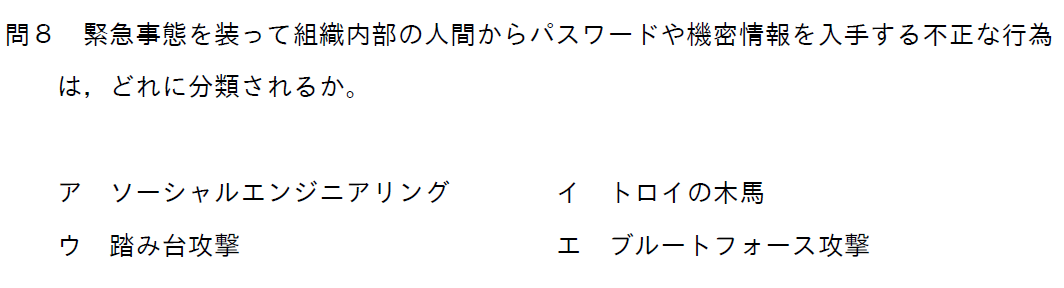 問８　緊急事態を装って組織内部の人間からパスワードや機密情報を入手する不正な行為
は，どれに分類されるか。
ア　ソーシャルエンジニアリング　イ　トロイの木馬
ウ　踏み台攻撃　エ　ブルートフォース攻撃